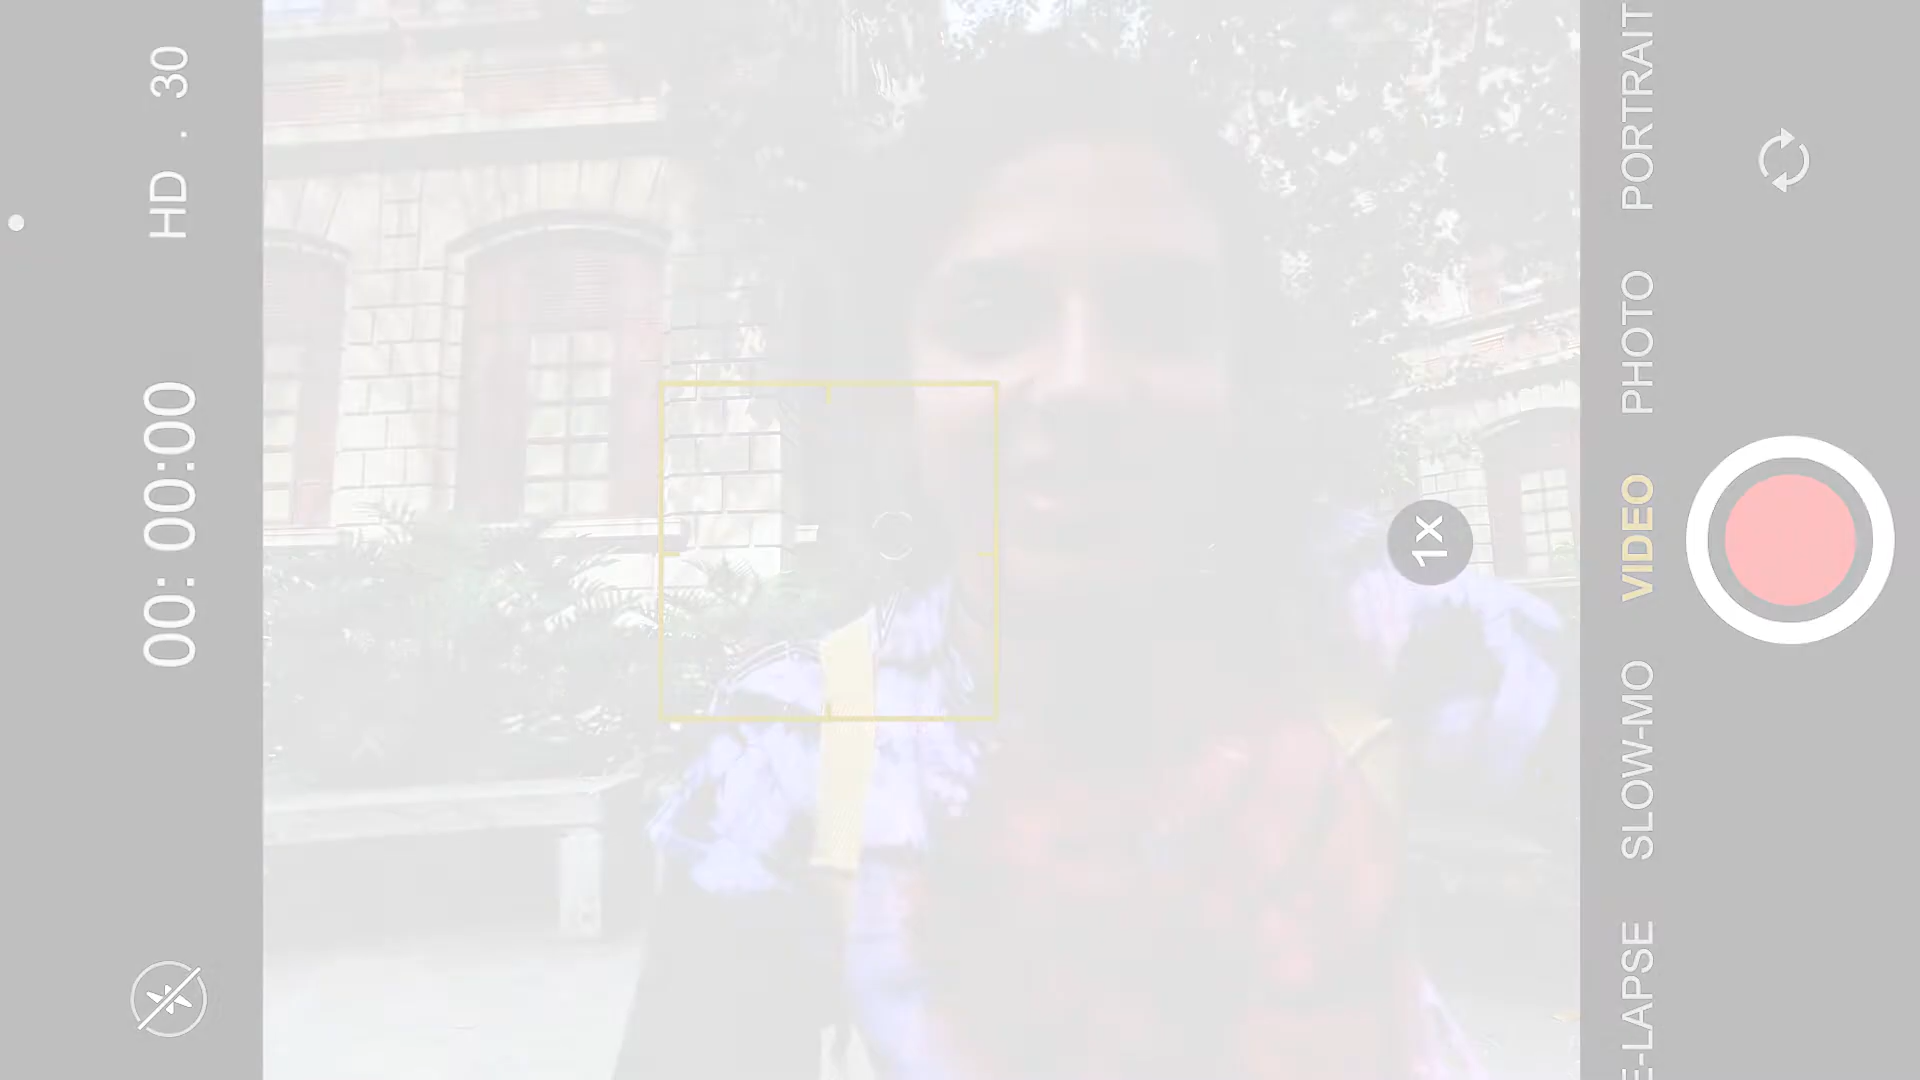 HD . 30
00: 00:00
1x
PORTRAIT
PHOTO
VIDEO
SLOW-MO
E-LAPSE